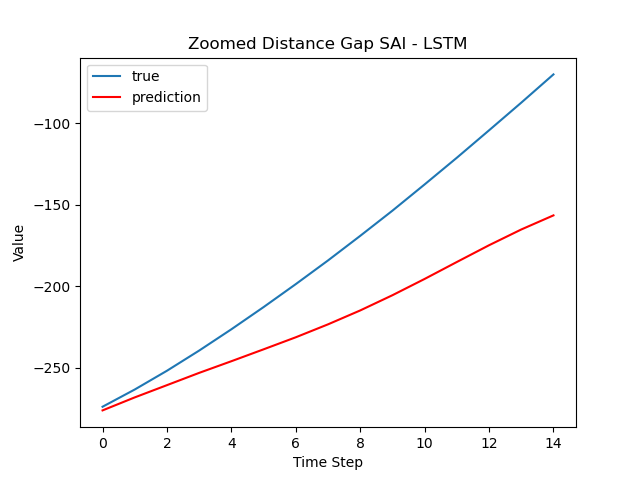 Zoomed Distance Gap SAI - LSTM
true
prediction
Value
−100
−150
−200
−250
0 2 4 6 8 10 12 14
Time Step